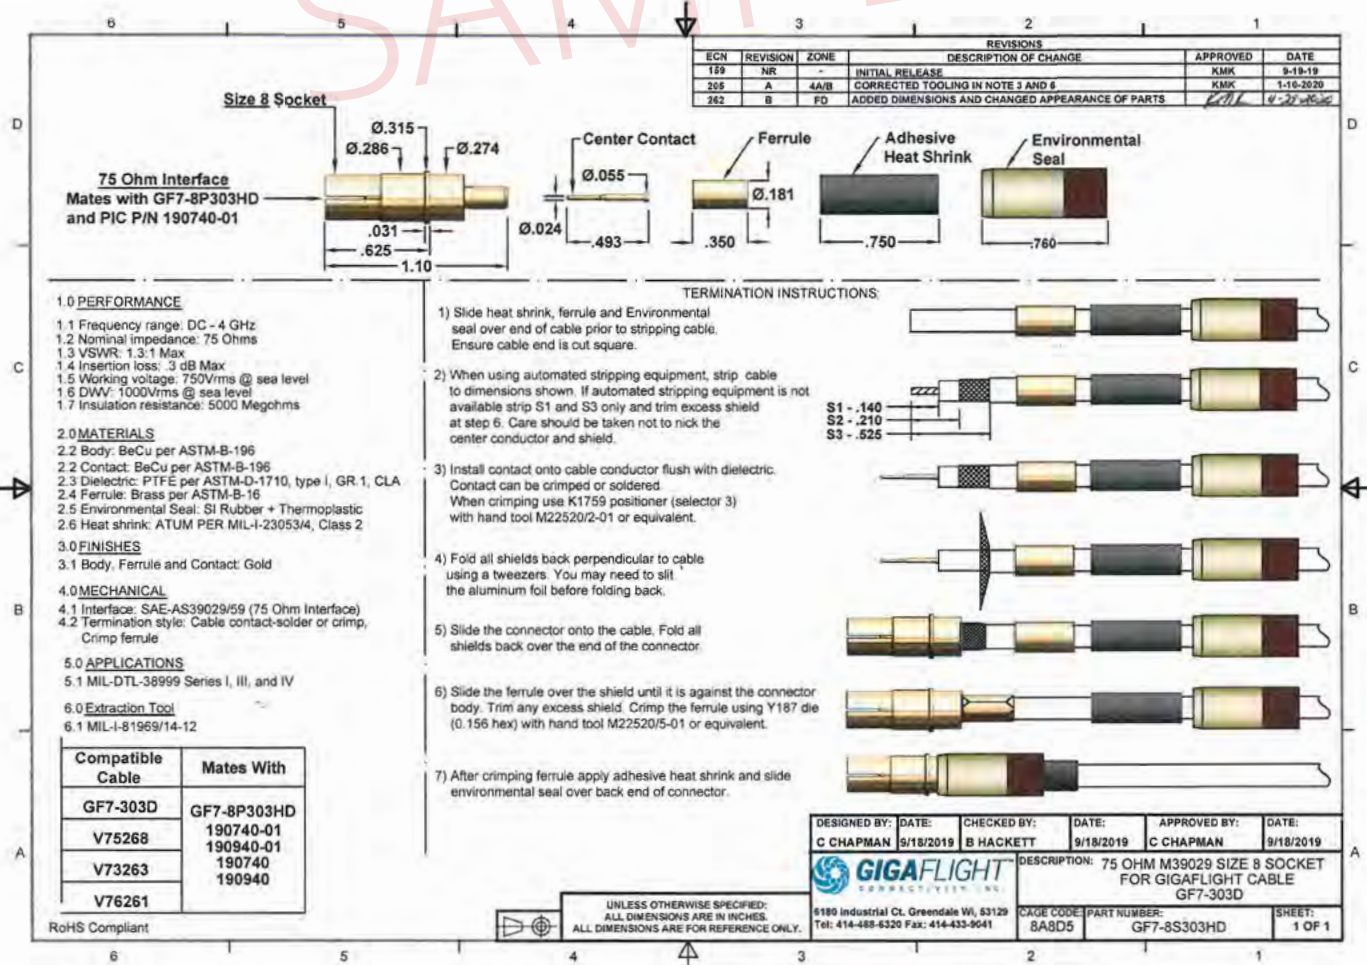 SAMPLE
6 5 4 3 2 1
REVISIONS
ECN REVISION ZONE DESCRIPTION OF CHANGE APPROVED DATE
159 NR - INITIAL RELEASE KMK 9-19-19
205 A 4A/B CORRECTED TOOLING IN NOTE 3 AND 6 KMK 1-10-2020
262 B FD ADDED DIMENSIONS AND CHANGED APPEARANCE OF PARTS
D
D
Size 8 Socket
Ø.315
Ø.286
Ø.274
75 Ohm Interface
Mates with GF7-8P303HD
and PIC P/N 190740-01
.031
.625
1.10
Center Contact
Ø.055
Ø.024
.493
Ferrule
Ø.181
.350
Adhesive
Heat Shrink
.750
Environmental
Seal
.760
1.0 PERFORMANCE
1.1 Frequency range: DC - 4 GHz
1.2 Nominal impedance: 75 Ohms
1.3 VSWR: 1.3:1 Max
1.4 Insertion loss: .3 dB Max
1.5 Working voltage: 750Vrms @ sea level
1.6 DWV: 1000Vrms @ sea level
1.7 Insulation resistance: 5000 Megohms
2.0 MATERIALS
2.2 Body: BeCu per ASTM-B-196
2.2 Contact: BeCu per ASTM-B-196
2.3 Dielectric: PTFE per ASTM-D-1710, type I, GR.1, CLA
2.4 Ferrule: Brass per ASTM-B-16
2.5 Environmental Seal: SI Rubber + Thermoplastic
2.6 Heat shrink: ATUM PER MIL-I-23053/4, Class 2
3.0 FINISHES
3.1 Body, Ferrule and Contact: Gold
4.0 MECHANICAL
4.1 Interface: SAE-AS39029/59 (75 Ohm Interface)
4.2 Termination style: Cable contact-solder or crimp,
Crimp ferrule
5.0 APPLICATIONS
5.1 MIL-DTL-38999 Series I, III, and IV
6.0 Extraction Tool
6.1 MIL-I-81969/14-12
Compatible
Cable
Mates With
GF7-303D
V75268
V73263
V76261
GF7-8P303HD
190740-01
190940-01
190740
190940
RoHS Compliant
TERMINATION INSTRUCTIONS:
1) Slide heat shrink, ferrule and Environmental
seal over end of cable prior to stripping cable.
Ensure cable end is cut square.
2) When using automated stripping equipment, strip cable
to dimensions shown. If automated stripping equipment is not
available strip S1 and S3 only and trim excess shield
at step 6. Care should be taken not to nick the
center conductor and shield.
S1 - .140
S2 - .210
S3 - .525
3) Install contact onto cable conductor flush with dielectric.
Contact can be crimped or soldered.
When crimping use K1759 positioner (selector 3)
with hand tool M22520/2-01 or equivalent.
4) Fold all shields back perpendicular to cable
using a tweezers. You may need to slit
the aluminum foil before folding back.
5) Slide the connector onto the cable. Fold all
shields back over the end of the connector.
6) Slide the ferrule over the shield until it is against the connector
body. Trim any excess shield. Crimp the ferrule using Y187 die
(0.156 hex) with hand tool M22520/5-01 or equivalent.
7) After crimping ferrule apply adhesive heat shrink and slide
environmental seal over back end of connector.
C
C
B
B
A
A
DESIGNED BY: DATE: CHECKED BY: DATE: APPROVED BY: DATE:
C CHAPMAN 9/18/2019 B HACKETT 9/18/2019 C CHAPMAN 9/18/2019
GIGAFLIGHT
CONNECTIVITY INC.
6180 Industrial Ct. Greendale Wi, 53129
Tel: 414-488-6320 Fax: 414-433-9041
DESCRIPTION: 75 OHM M39029 SIZE 8 SOCKET
FOR GIGAFLIGHT CABLE
GF7-303D
CAGE CODE: PART NUMBER: SHEET:
8A8D5 GF7-8S303HD 1 OF 1
UNLESS OTHERWISE SPECIFIED:
ALL DIMENSIONS ARE IN INCHES.
ALL DIMENSIONS ARE FOR REFERENCE ONLY.
6 5 4 3 2 1